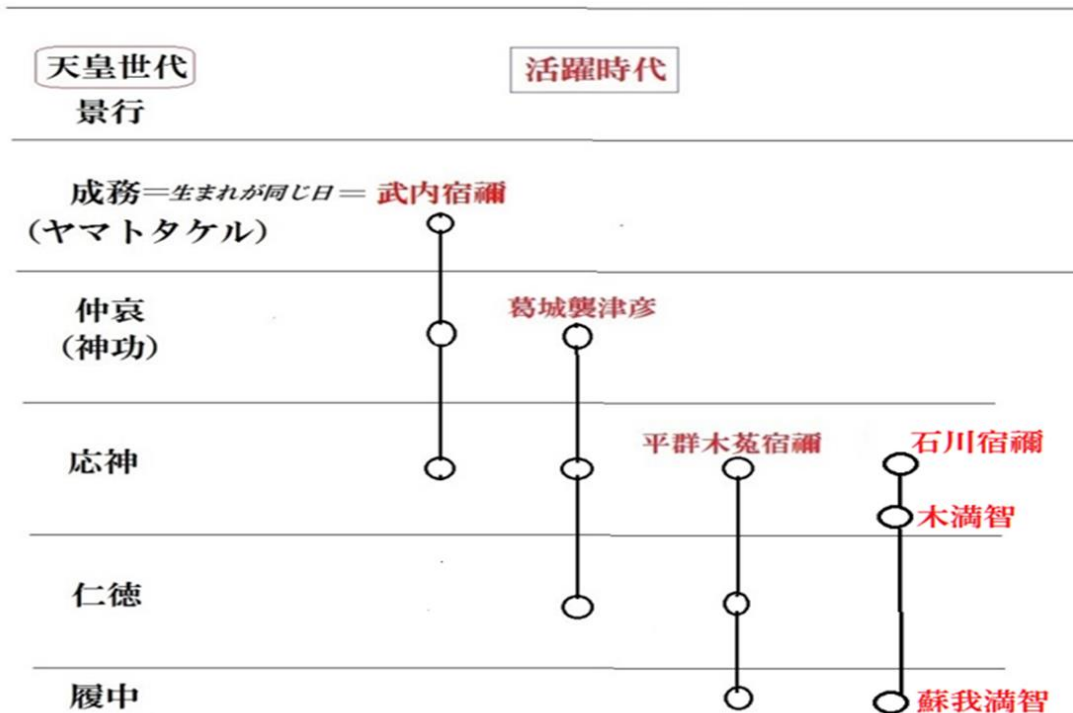 天皇世代 活躍時代
景行
成務＝生まれが同じ日＝ 武内宿禰
(ヤマトタケル)
仲哀 葛城襲津彦
(神功)
応神 平群木菟宿禰 石川宿禰
木満智
仁徳
履中 蘇我満智